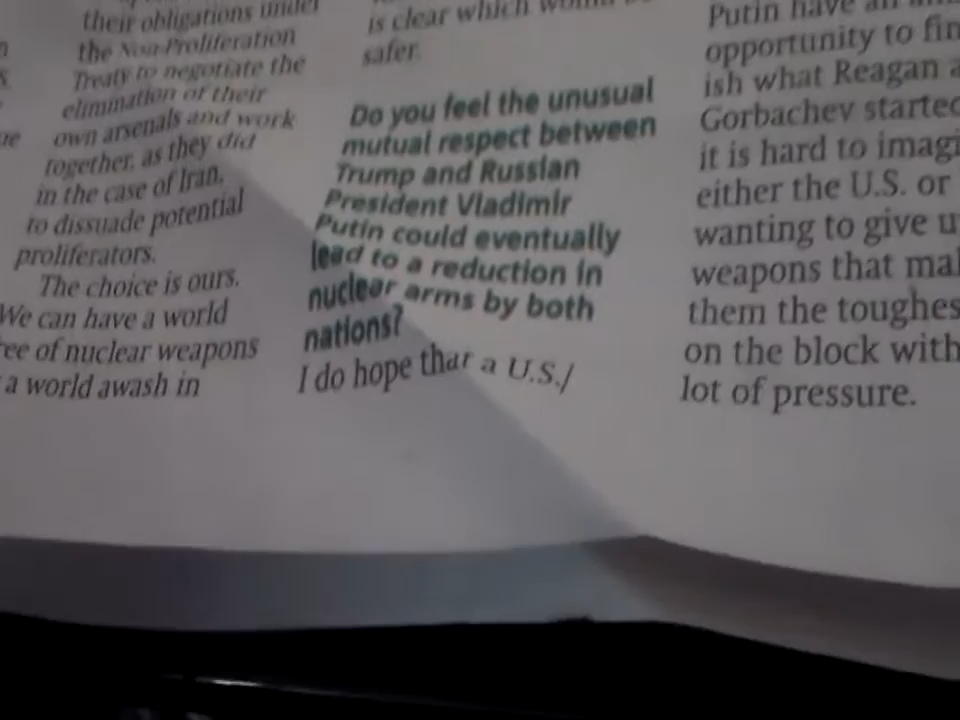 their obligations under
the Non-Proliferation
Treaty to negotiate the
elimination of their
own arsenals and work
together, as they did
in the case of Iran,
to dissuade potential
proliferators.
The choice is ours.
We can have a world
free of nuclear weapons
a world awash in
is clear which would be
safer.
Do you feel the unusual
mutual respect between
Trump and Russian
President Vladimir
Putin could eventually
lead to a reduction in
nuclear arms by both
nations?
I do hope that a U.S./
Putin have an
opportunity to fin
ish what Reagan a
Gorbachev started
it is hard to imagi
either the U.S. or
wanting to give u
weapons that mak
them the toughes
on the block with
lot of pressure.